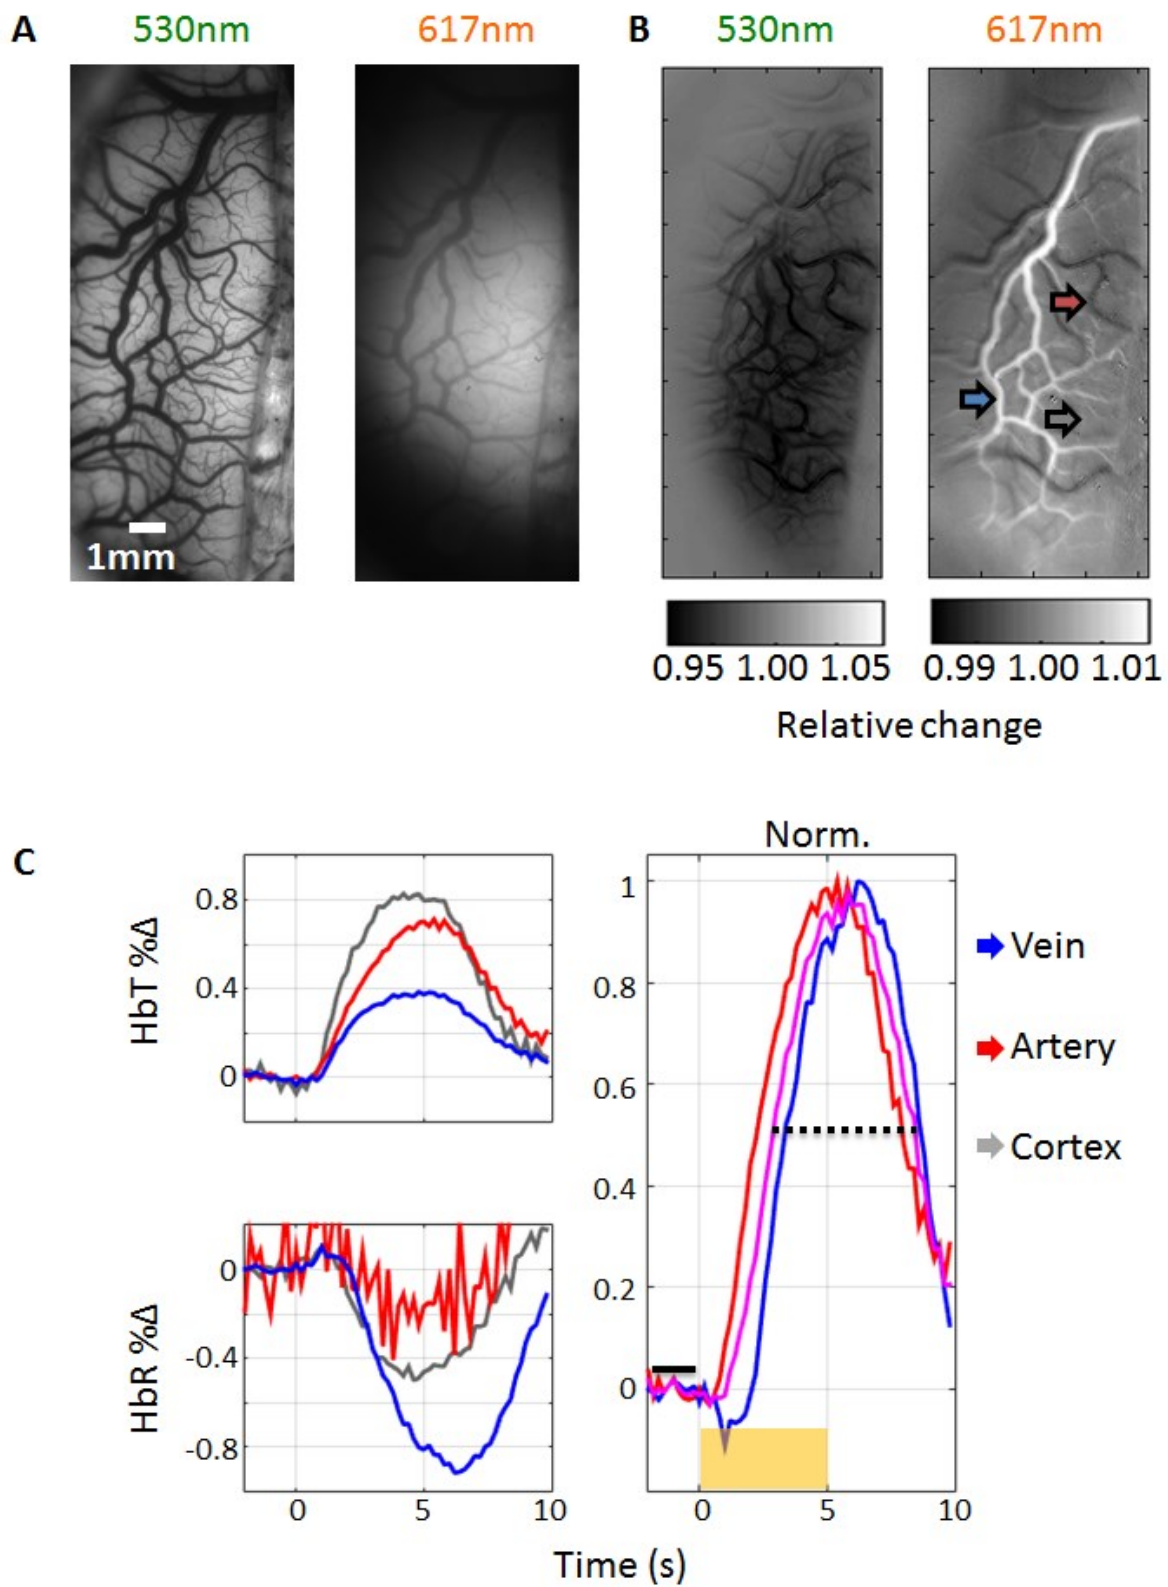 A 530nm 617nm B 530nm 617nm
1mm
0.95 1.00 1.05 0.99 1.00 1.01
Relative change
C
Norm.
HbT %Δ
0.8
0.4
0
HbR %Δ
0
-0.4
-0.8
0 5 10
1
0.8
0.6
0.4
0.2
0
0 5 10
Vein
Artery
Cortex
Time (s)